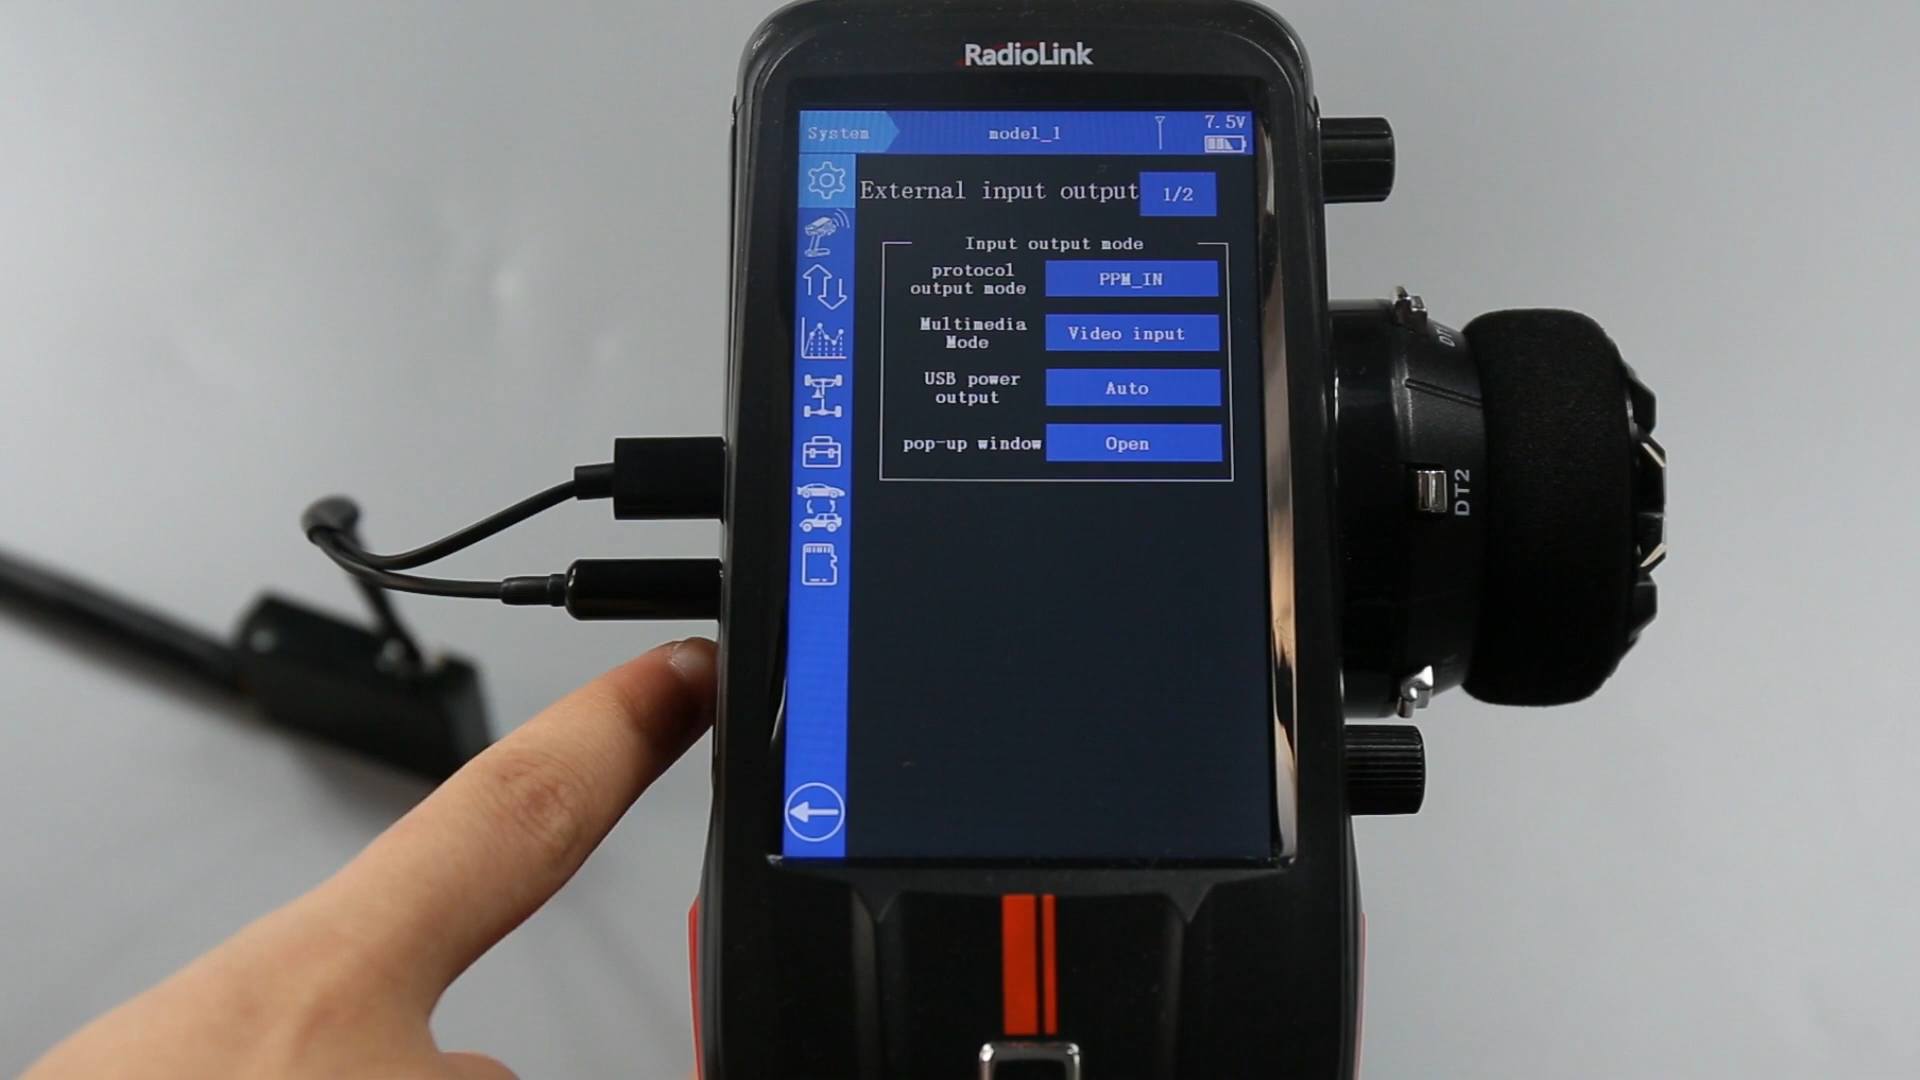 RadioLink
System
model_1
7.5V
External input output
1/2
Input output mode
protocol
output mode
PPM_IN
Multimedia
Mode
Video input
USB power
output
Auto
pop-up window
Open
DT2